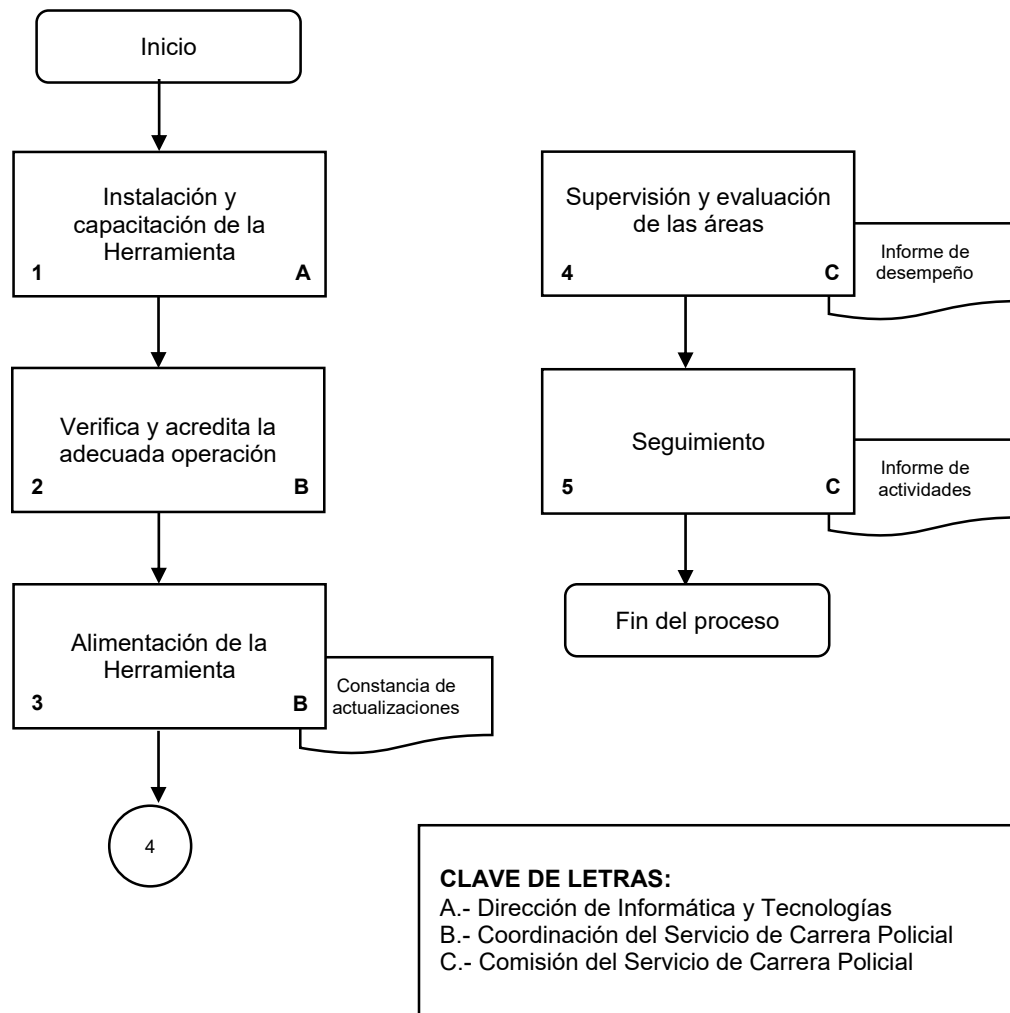 Inicio
Instalación y
capacitación de la
Herramienta
1 A
Verifica y acredita la
adecuada operación
2 B
Alimentación de la
Herramienta
3 B
Constancia de
actualizaciones
4
Supervisión y evaluación
de las áreas
4 C
Informe de
desempeño
Seguimiento
5 C
Informe de
actividades
Fin del proceso
CLAVE DE LETRAS:
A.- Dirección de Informática y Tecnologías
B.- Coordinación del Servicio de Carrera Policial
C.- Comisión del Servicio de Carrera Policial